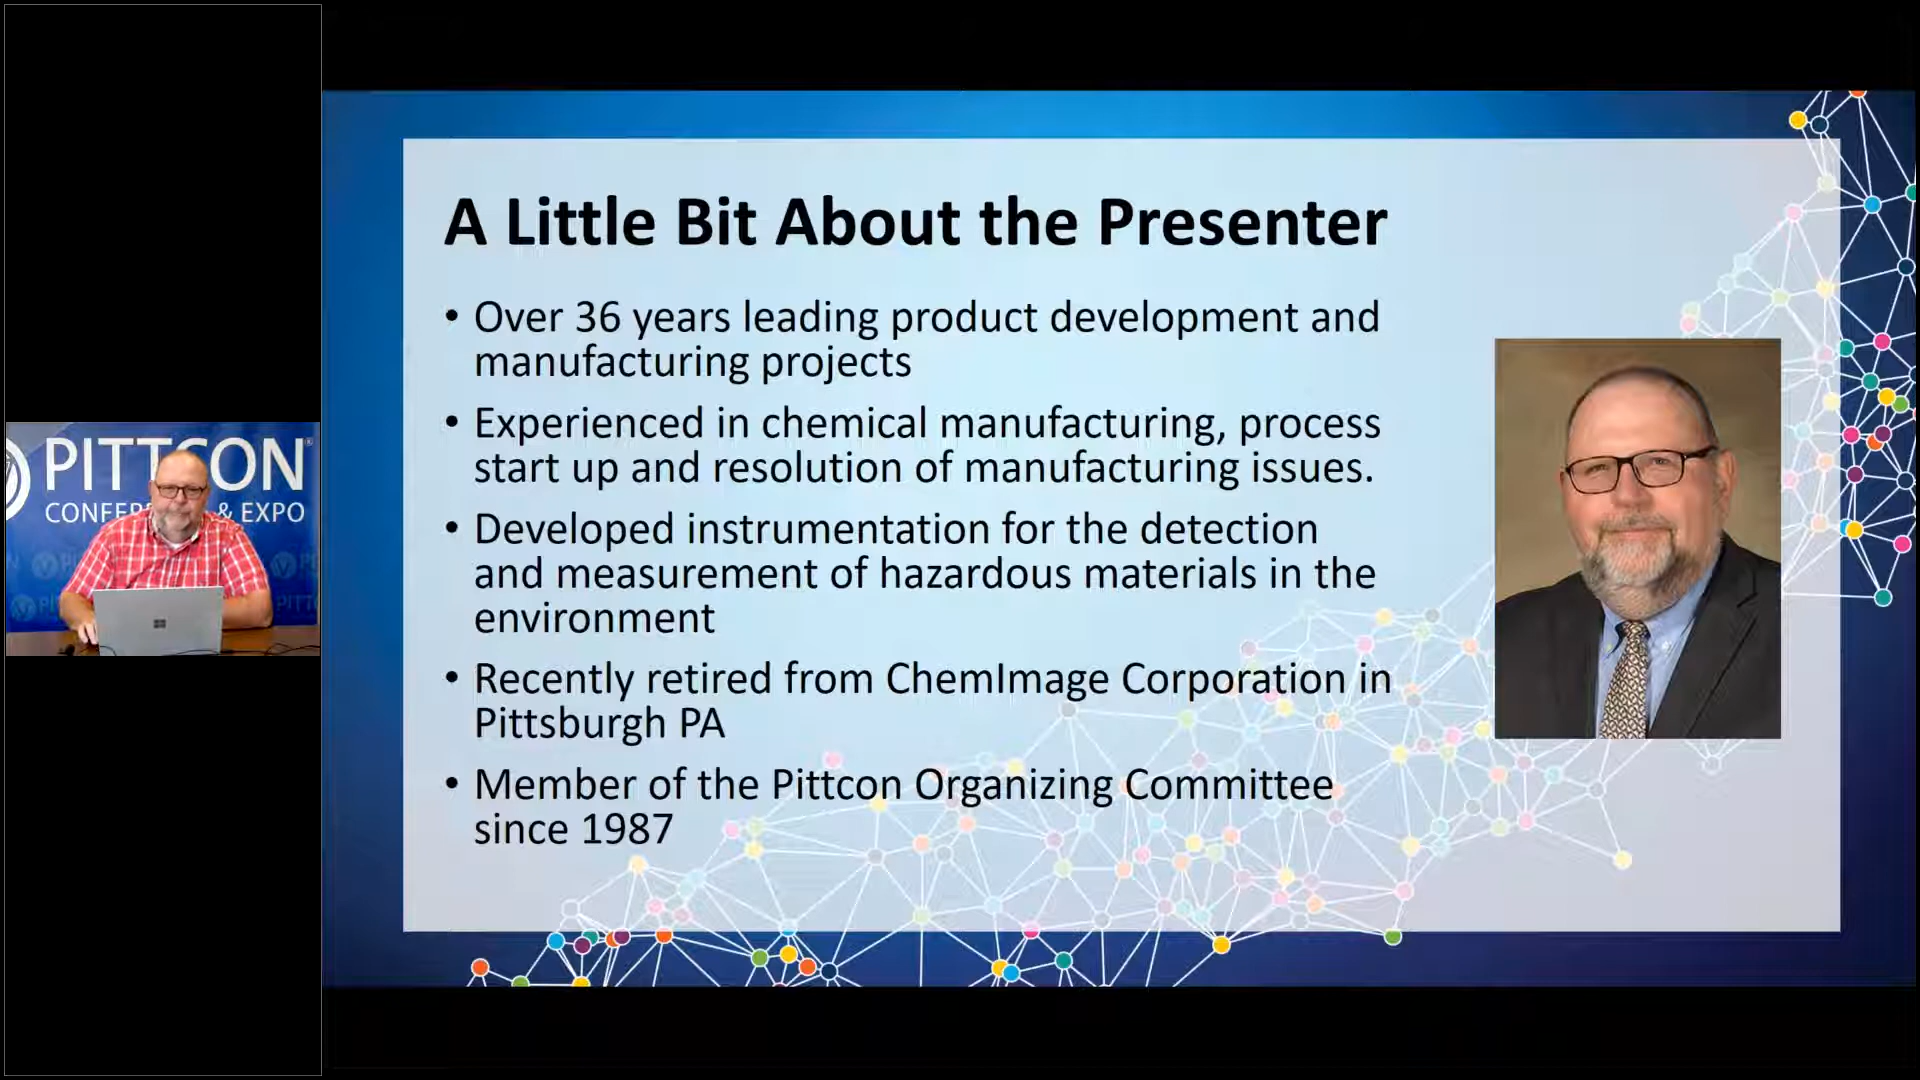 PITTCON
CONFER & EXPO
A Little Bit About the Presenter
• Over 36 years leading product development and
manufacturing projects
• Experienced in chemical manufacturing, process
start up and resolution of manufacturing issues.
• Developed instrumentation for the detection
and measurement of hazardous materials in the
environment
• Recently retired from ChemImage Corporation in
Pittsburgh PA
• Member of the Pittcon Organizing Committee
since 1987